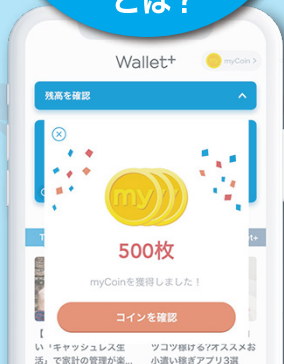 とは？
Wallet+
myCoin >
残高を確認
my
500枚
myCoinを獲得しました！
コインを確認
い「キャッシュレス生
活」で家計の管理が楽...
ツコツ稼げる?オススメお
小遣い稼ぎアプリ3選